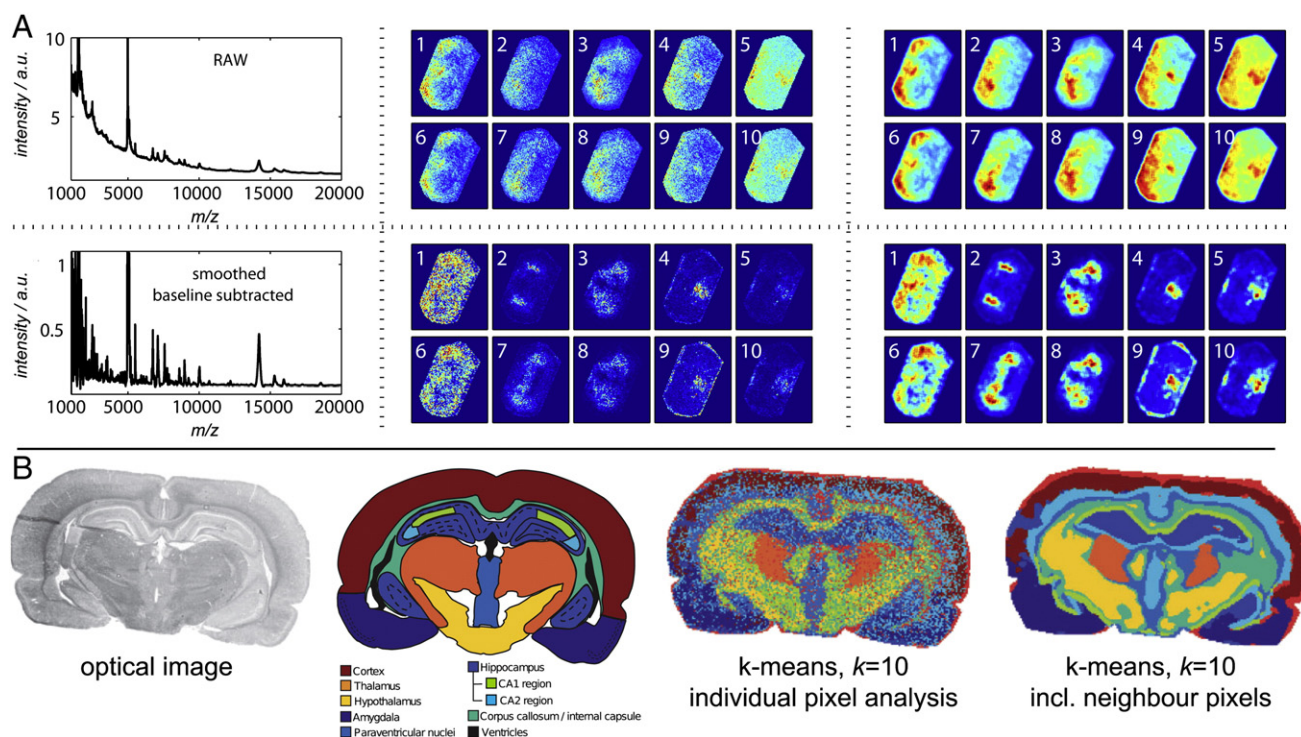 A
RAW
intensity / a.u.
10
5
1000 5000 10000 15000 20000
m/z
1 2 3 4 5
6 7 8 9 10
1 2 3 4 5
6 7 8 9 10
smoothed
baseline subtracted
intensity / a.u.
1
0.5
1000 5000 10000 15000 20000
m/z
1 2 3 4 5
6 7 8 9 10
1 2 3 4 5
6 7 8 9 10
B
optical image
Cortex
Thalamus
Hypothalamus
Amygdala
Paraventricular nuclei
Hippocampus
CA1 region
CA2 region
Corpus callosum / internal capsule
Ventricles
k-means, k=10
individual pixel analysis
k-means, k=10
incl. neighbour pixels